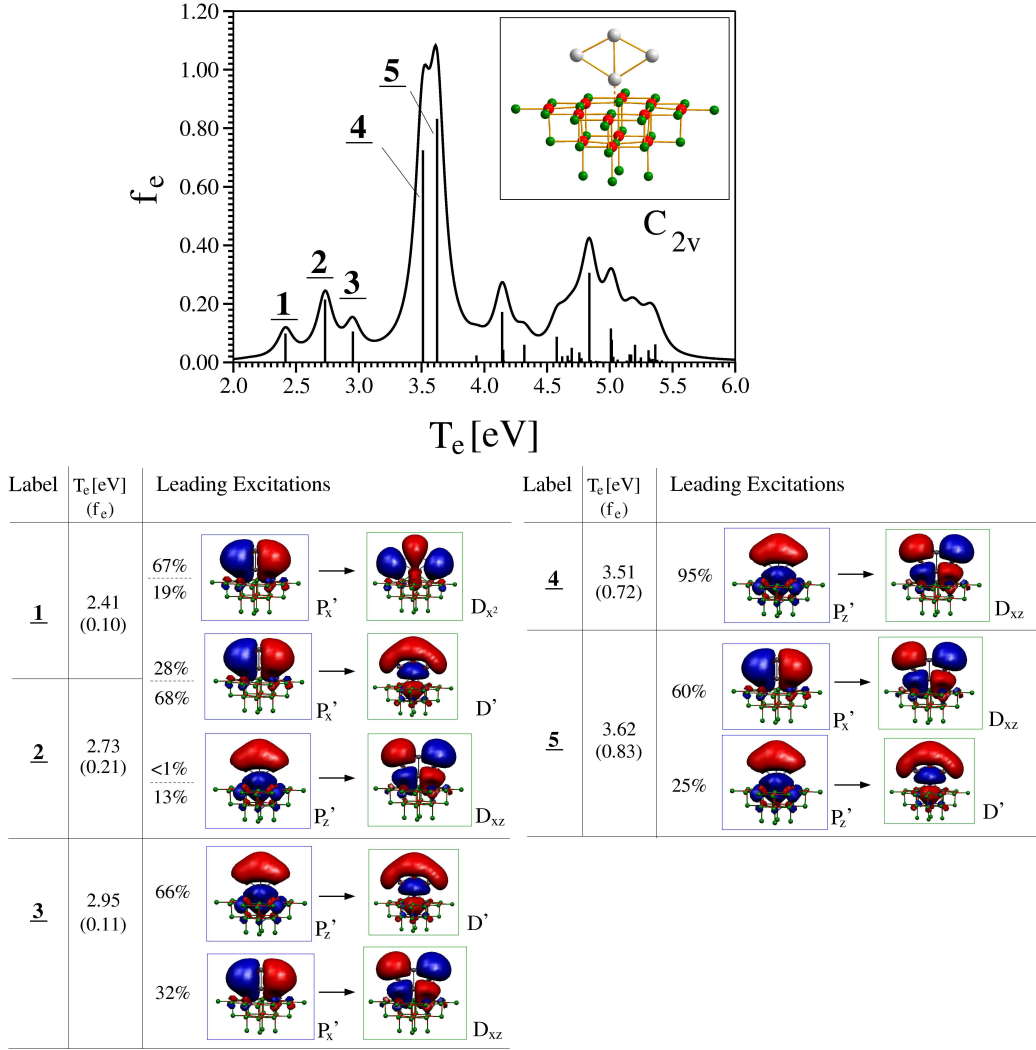 1.20
1.00
0.80
0.60
0.40
0.20
0.00
f_e
5
4
2
3
1
C_2v
2.0 2.5 3.0 3.5 4.0 4.5 5.0 5.5 6.0
T_e [eV]
Label T_e [eV] (f_e) Leading Excitations
1 2.41 (0.10)
67%
19%
P_x' D_x²
28%
68%
P_x' D'
2 2.73 (0.21)
<1%
13%
P_z' D_xz
3 2.95 (0.11)
66%
P_z' D'
32%
P_x' D_xz
Label T_e [eV] (f_e) Leading Excitations
4 3.51 (0.72)
95%
P_z' D_xz
5 3.62 (0.83)
60%
P_x' D_xz
25%
P_z' D'